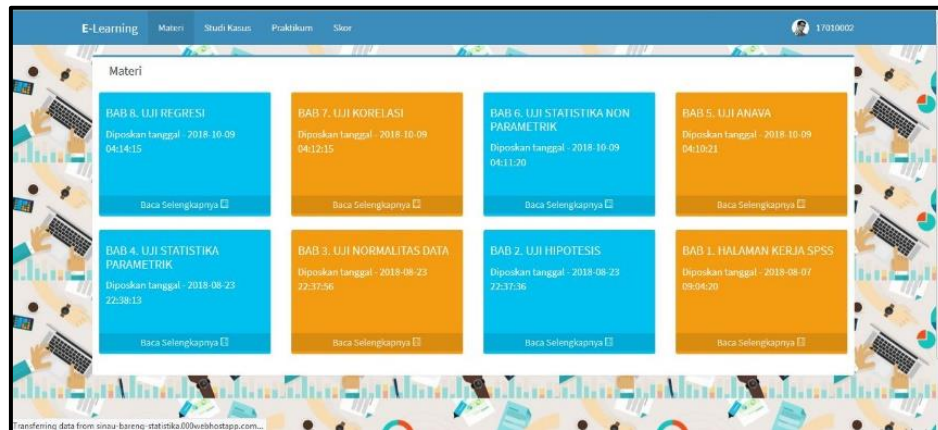 E-Learning Materi Studi Kasus Praktikum Skor 17010002
Materi
BAB 8. UJI REGRESI
Diposkan tanggal - 2018-10-09
04:14:15
Baca Selengkapnya
BAB 7. UJI KORELASI
Diposkan tanggal - 2018-10-09
04:12:15
Baca Selengkapnya
BAB 6. UJI STATISTIKA NON
PARAMETRIK
Diposkan tanggal - 2018-10-09
04:11:20
Baca Selengkapnya
BAB 5. UJI ANAVA
Diposkan tanggal - 2018-10-09
04:10:21
Baca Selengkapnya
BAB 4. UJI STATISTIKA
PARAMETRIK
Diposkan tanggal - 2018-08-23
22:38:13
Baca Selengkapnya
BAB 3. UJI NORMALITAS DATA
Diposkan tanggal - 2018-08-23
22:37:56
Baca Selengkapnya
BAB 2. UJI HIPOTESIS
Diposkan tanggal - 2018-08-23
22:37:36
Baca Selengkapnya
BAB 1. HALAMAN KERJA SPSS
Diposkan tanggal - 2018-08-07
09:04:20
Baca Selengkapnya
Transferring data from sinau-bareng-statistika.000webhostapp.com...